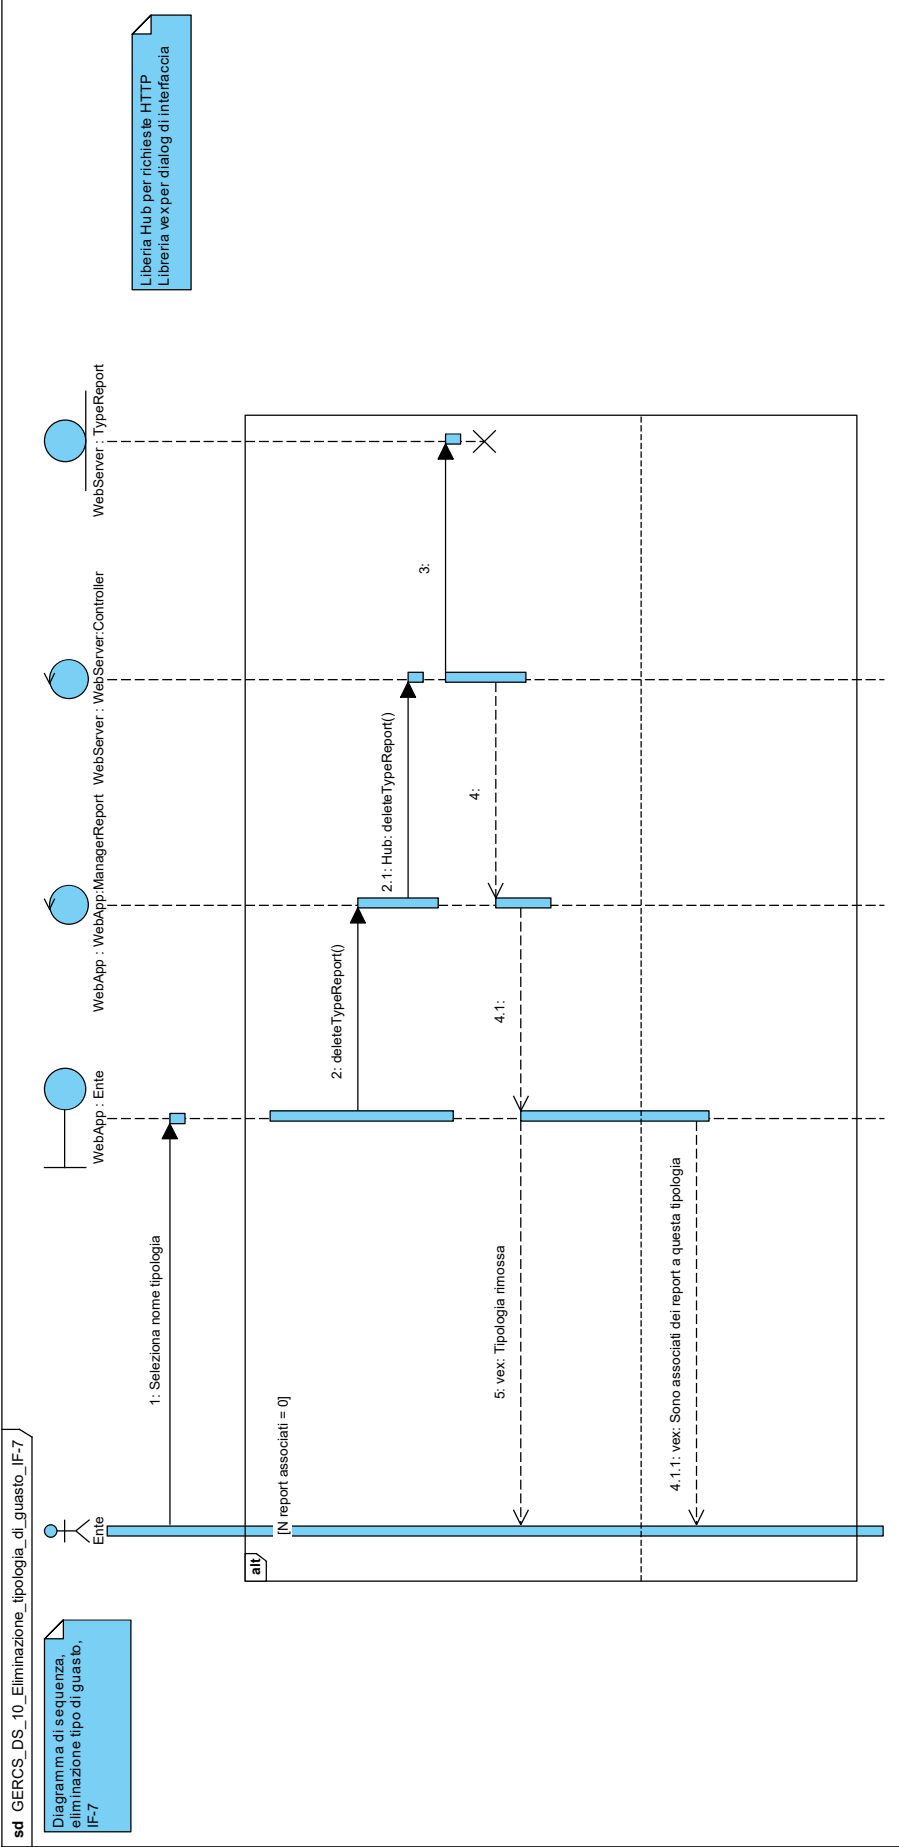 sd GERCS_DS_10_Eliminazione_tipologia_di_guasto_IF-7
Diagramma di sequenza,
eliminazione tipo di guasto,
IF-7
Ente
WebApp : Ente
WebApp : WebApp:ManagerReport
WebServer : WebServer:Controller
WebServer : TypeReport
Liberia Hub per richieste HTTP
Libreria vex per dialog di interfaccia
1: Seleziona nome tipologia
alt
[N report associati = 0]
2: deleteTypeReport()
2.1: Hub: deleteTypeReport()
3:
4:
4.1:
5: vex: Tipologia rimossa
4.1.1: vex: Sono associati dei report a questa tipologia